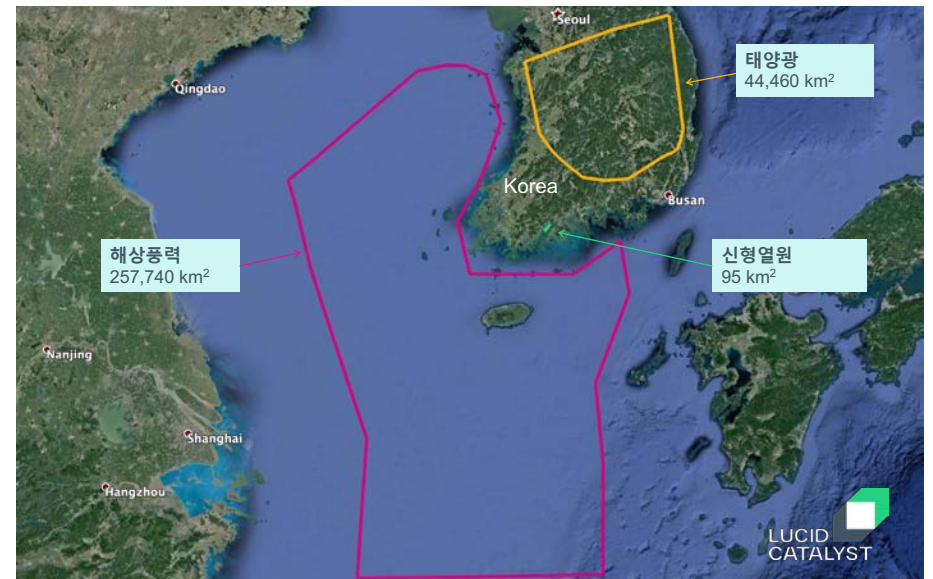 Seoul
태양광
44,460 km²
Qingdao
Korea
Busan
해상풍력
257,740 km²
신형열원
95 km²
Nanjing
Shanghai
Hangzhou
LUCID
CATALYST